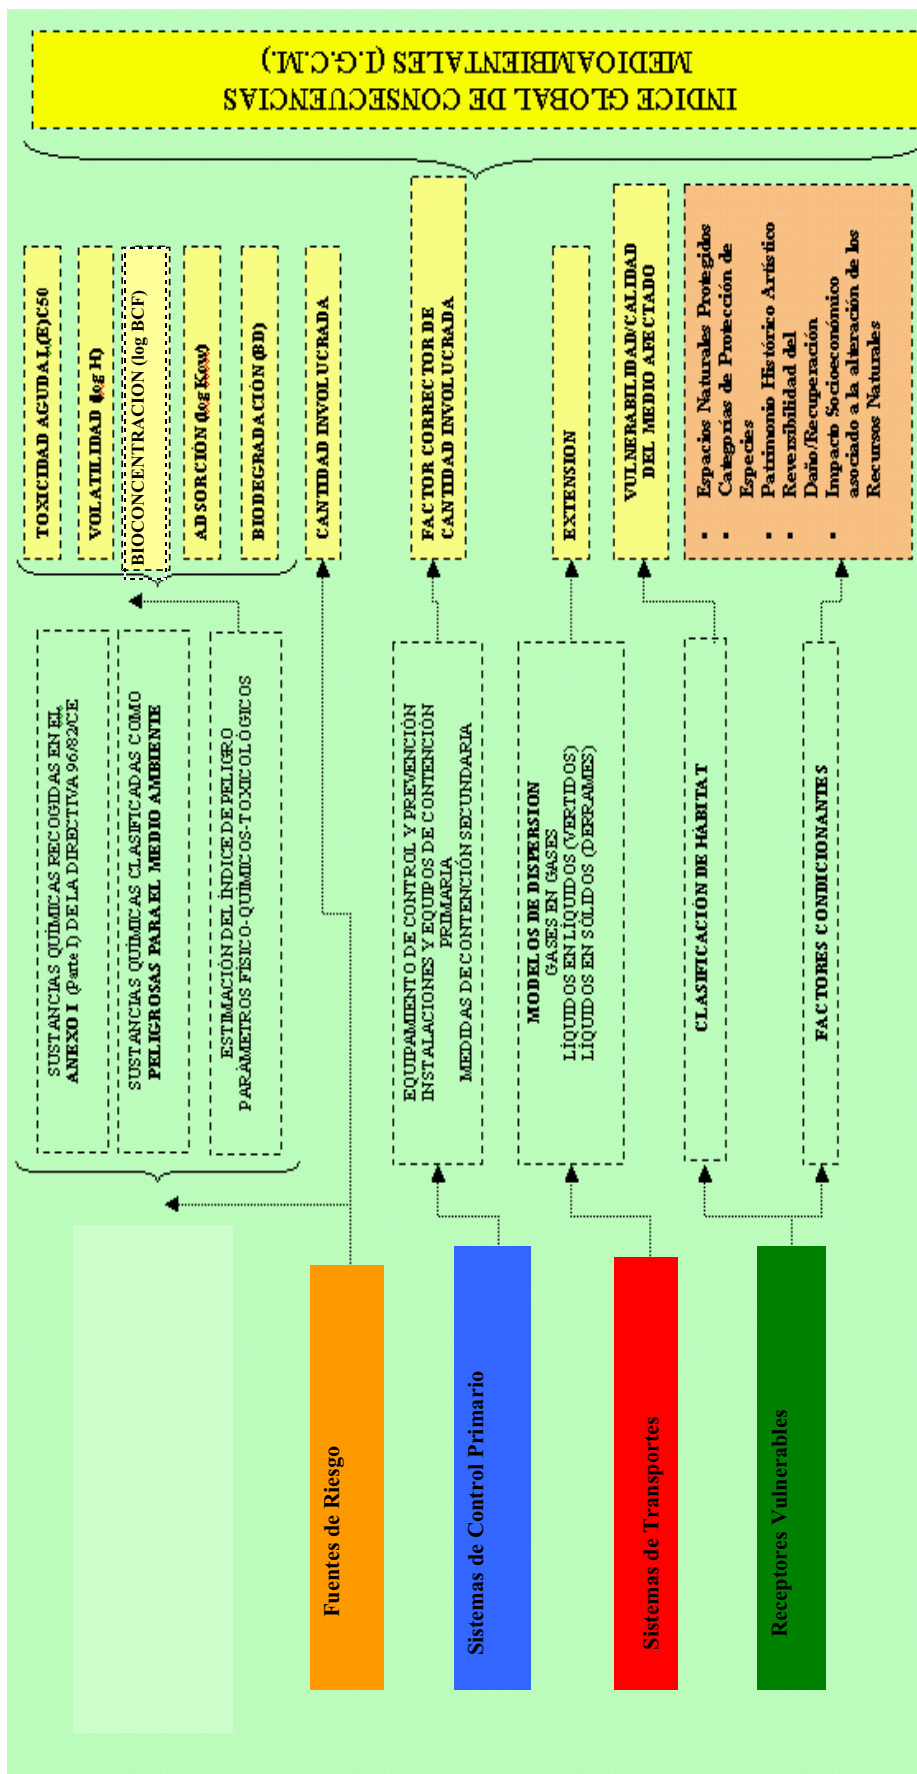 Fuentes de Riesgo
Sistemas de Control Primario
Sistemas de Transportes
Receptores Vulnerables
SUSTANCIAS QUÍMICAS RECOGIDAS EN EL
ANEXO I (Parte I) DE LA DIRECTIVA 96/82/CE
SUSTANCIAS QUÍMICAS CLASIFICADAS COMO
PELIGROSAS PARA EL MEDIO AMBIENTE
ESTIMACIÓN DEL ÍNDICE DE PELIGRO
PARÁMETROS FÍSICO-QUÍMICOS-TOXICOLÓGICOS
EQUIPAMIENTO DE CONTROL Y PREVENCIÓN
INSTALACIONES Y EQUIPOS DE CONTENCIÓN
PRIMARIA
MEDIDAS DE CONTENCIÓN SECUNDARIA
MODELOS DE DISPERSION
GASES EN GASES
LÍQUIDOS EN LÍQUIDOS (VERTIDOS)
LÍQUIDOS EN SÓLIDOS (DERRAMES)
CLASIFICACIÓN DE HÁBITAT
FACTORES CONDICIONANTES
TOXICIDAD AGUDAL(E)C50
VOLATILIDAD (log H)
BIOCONCENTRACION (log BCF)
ADSORCIÓN (log Kow)
BIODEGRADACIÓN (BD)
CANTIDAD INVOLUCRADA
FACTOR CORRECTOR DE
CANTIDAD INVOLUCRADA
EXTENSION
VULNERABILIDAD/CALIDAD
DEL MEDIO AFECTADO
Espacios Naturales Protegidos
Categorías de Protección de
Especies
Patrimonio Histórico Artístico
Reversibilidad del
Daño/Recuperación
Impacto Socioeconómico
asociado a la alteración de los
Recursos Naturales
INDICE GLOBAL DE CONSECUENCIAS
MEDIOAMBIENTALES (I.G.C.M.)